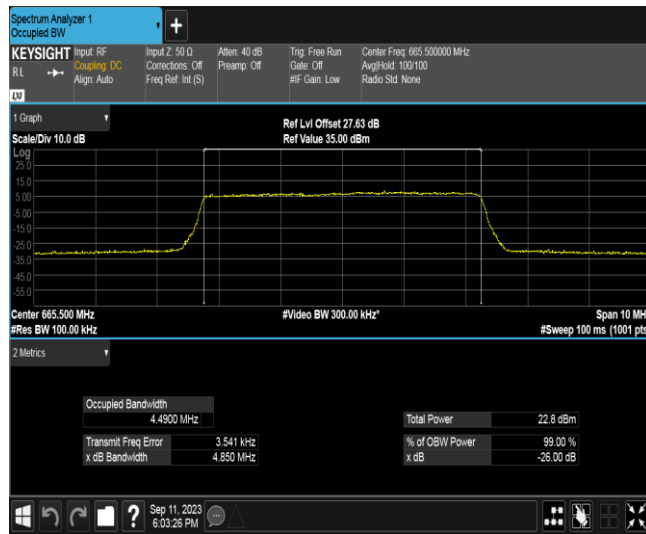 Spectrum Analyzer 1
Occupied BW
+
KEYSIGHT
RL
LXI
Input: RF
Coupling: DC
Align: Auto
Input Z: 50 Ω
Corrections: Off
Freq Ref: Int (S)
Atten: 40 dB
Preamp: Off
Trig: Free Run
Gate: Off
#IF Gain: Low
Center Freq: 665.500000 MHz
Avg|Hold: 100/100
Radio Std: None
1 Graph
Scale/Div 10.0 dB
Ref Lvl Offset 27.63 dB
Ref Value 35.00 dBm
Log
25.0
15.0
5.00
-5.00
-15.0
-25.0
-35.0
-45.0
-55.0
Center 665.500 MHz
#Res BW 100.00 kHz
#Video BW 300.00 kHz*
Span 10 MH
#Sweep 100 ms (1001 pts
2 Metrics
Occupied Bandwidth
4.4900 MHz
Transmit Freq Error 3.541 kHz
x dB Bandwidth 4.850 MHz
Total Power 22.8 dBm
% of OBW Power 99.00 %
x dB -26.00 dB
?
Sep 11, 2023
6:03:26 PM